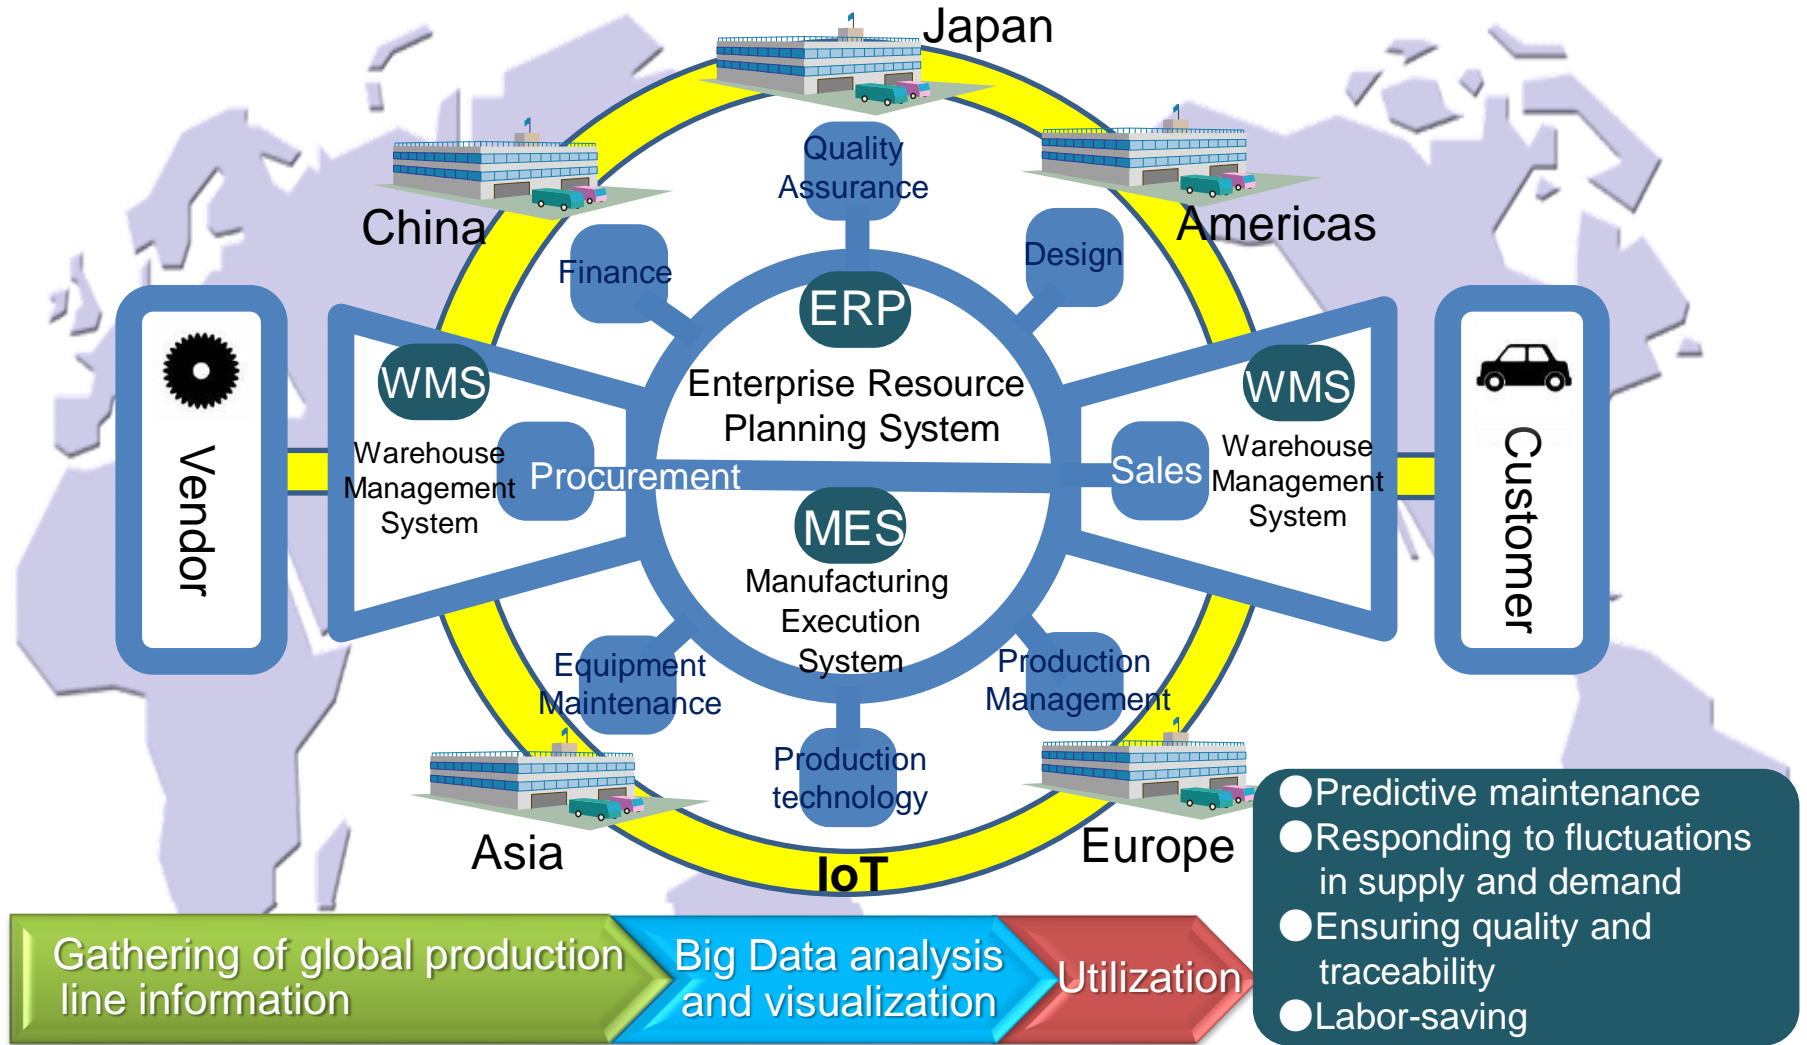 Japan
China
Americas
Quality
Assurance
Finance
Design
ERP
Enterprise Resource
Planning System
WMS
Warehouse
Management
System
Procurement
Vendor
Sales
WMS
Warehouse
Management
System
Customer
MES
Manufacturing
Execution
System
Equipment
Maintenance
Production
Management
Production
technology
Asia
Europe
IoT
Gathering of global production
line information
Big Data analysis
and visualization
Utilization
●Predictive maintenance
●Responding to fluctuations
in supply and demand
●Ensuring quality and
traceability
●Labor-saving